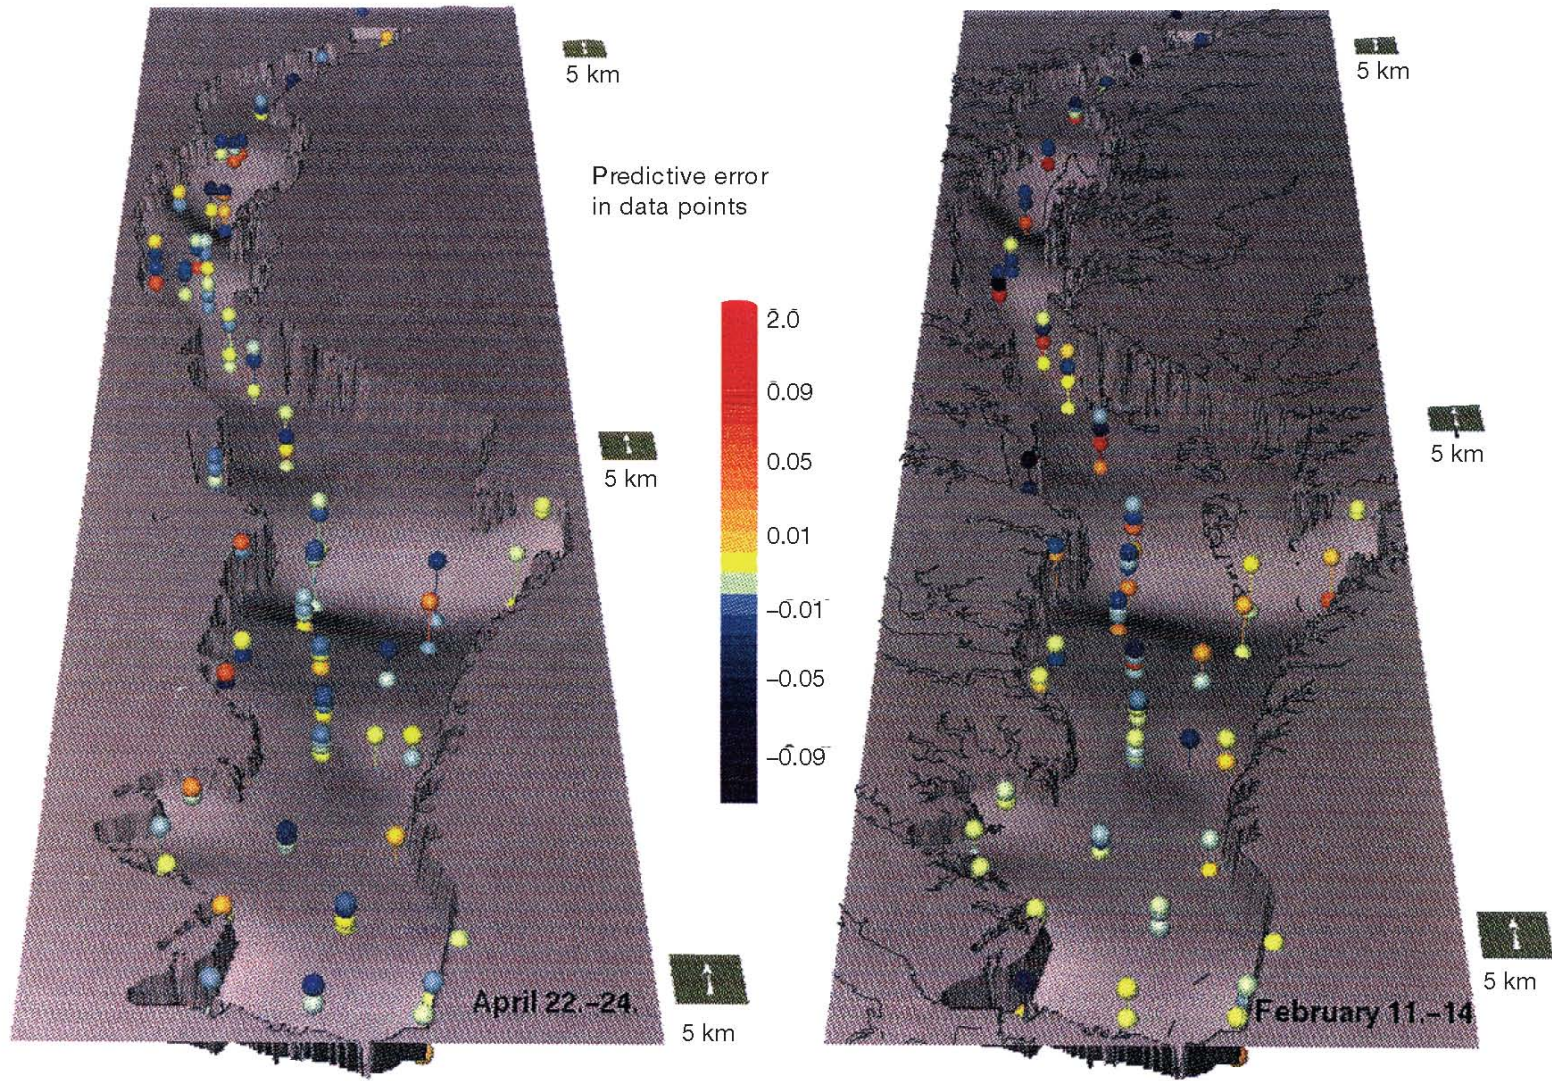 5 km
5 km
Predictive error
in data points
2.0
0.09
0.05
0.01
−0.01
−0.05
−0.09
5 km
5 km
5 km
5 km
April 22.–24.
February 11.–14